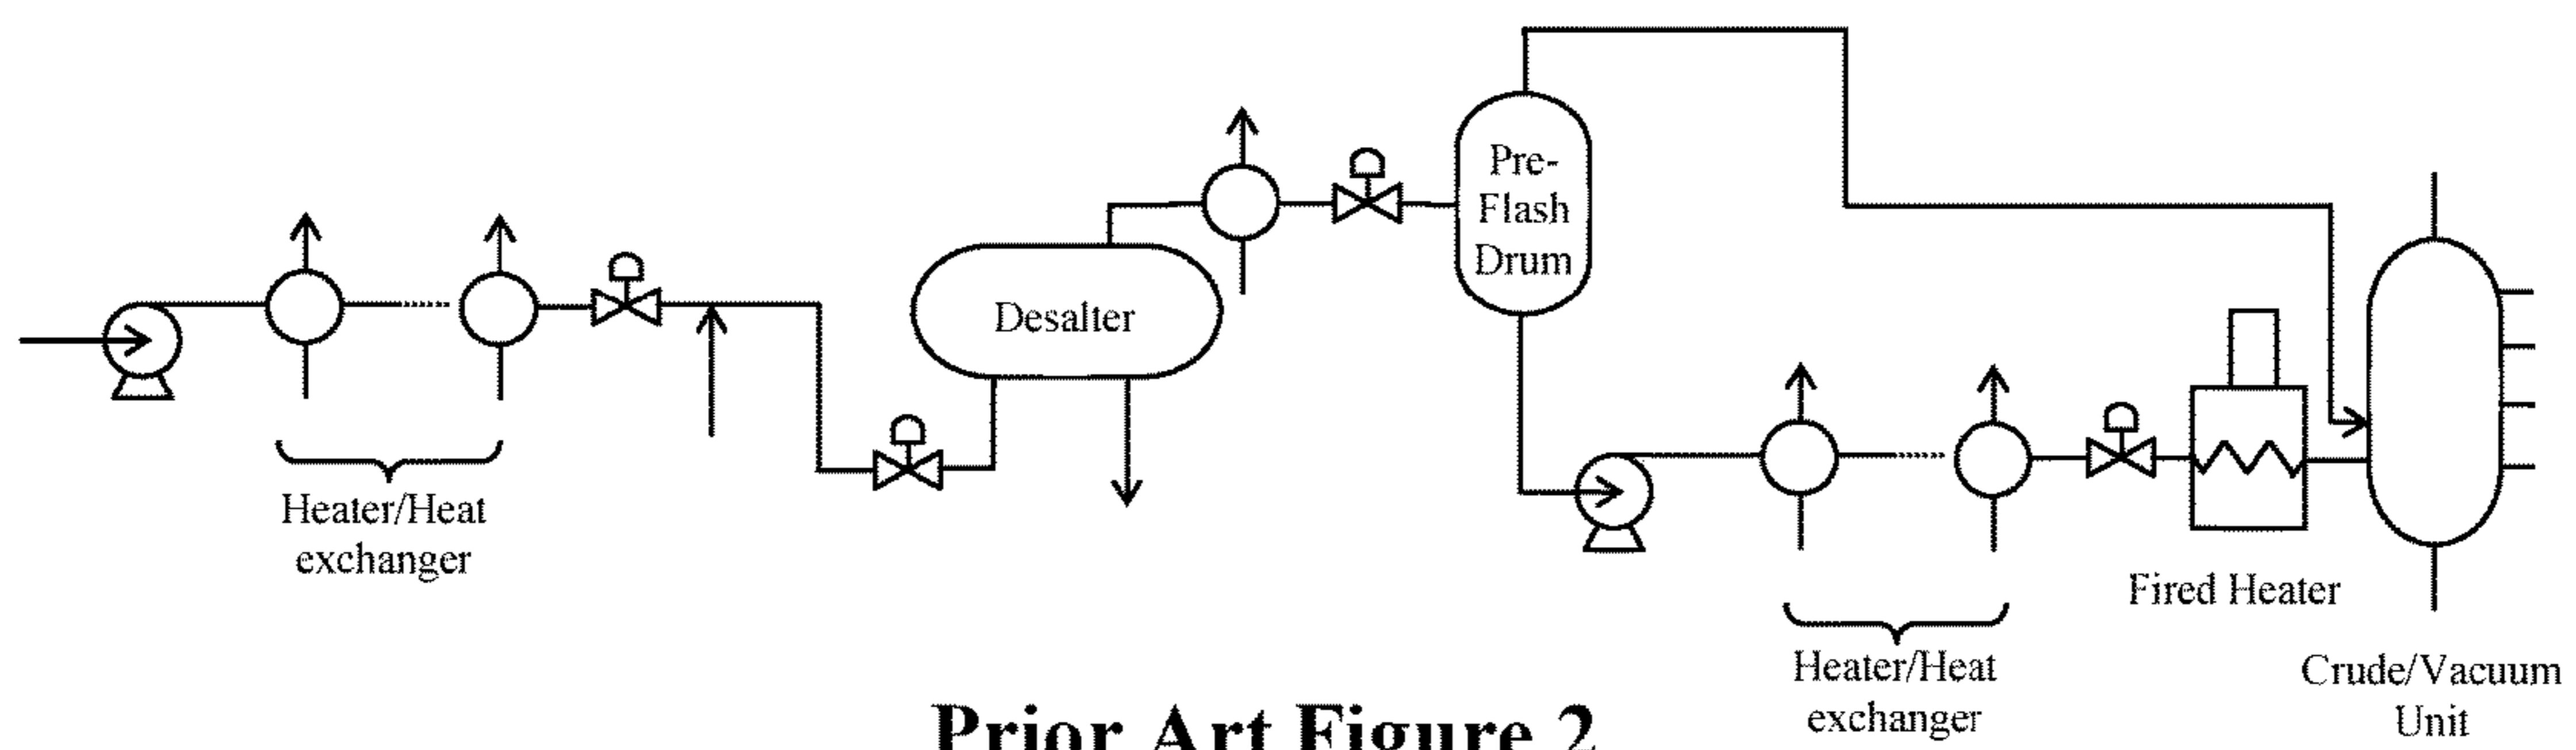 Pre-
Flash
Drum
Desalter
Heater/Heat
exchanger
Fired Heater
Heater/Heat
exchanger
Crude/Vacuum
Unit
Prior Art Figure 2